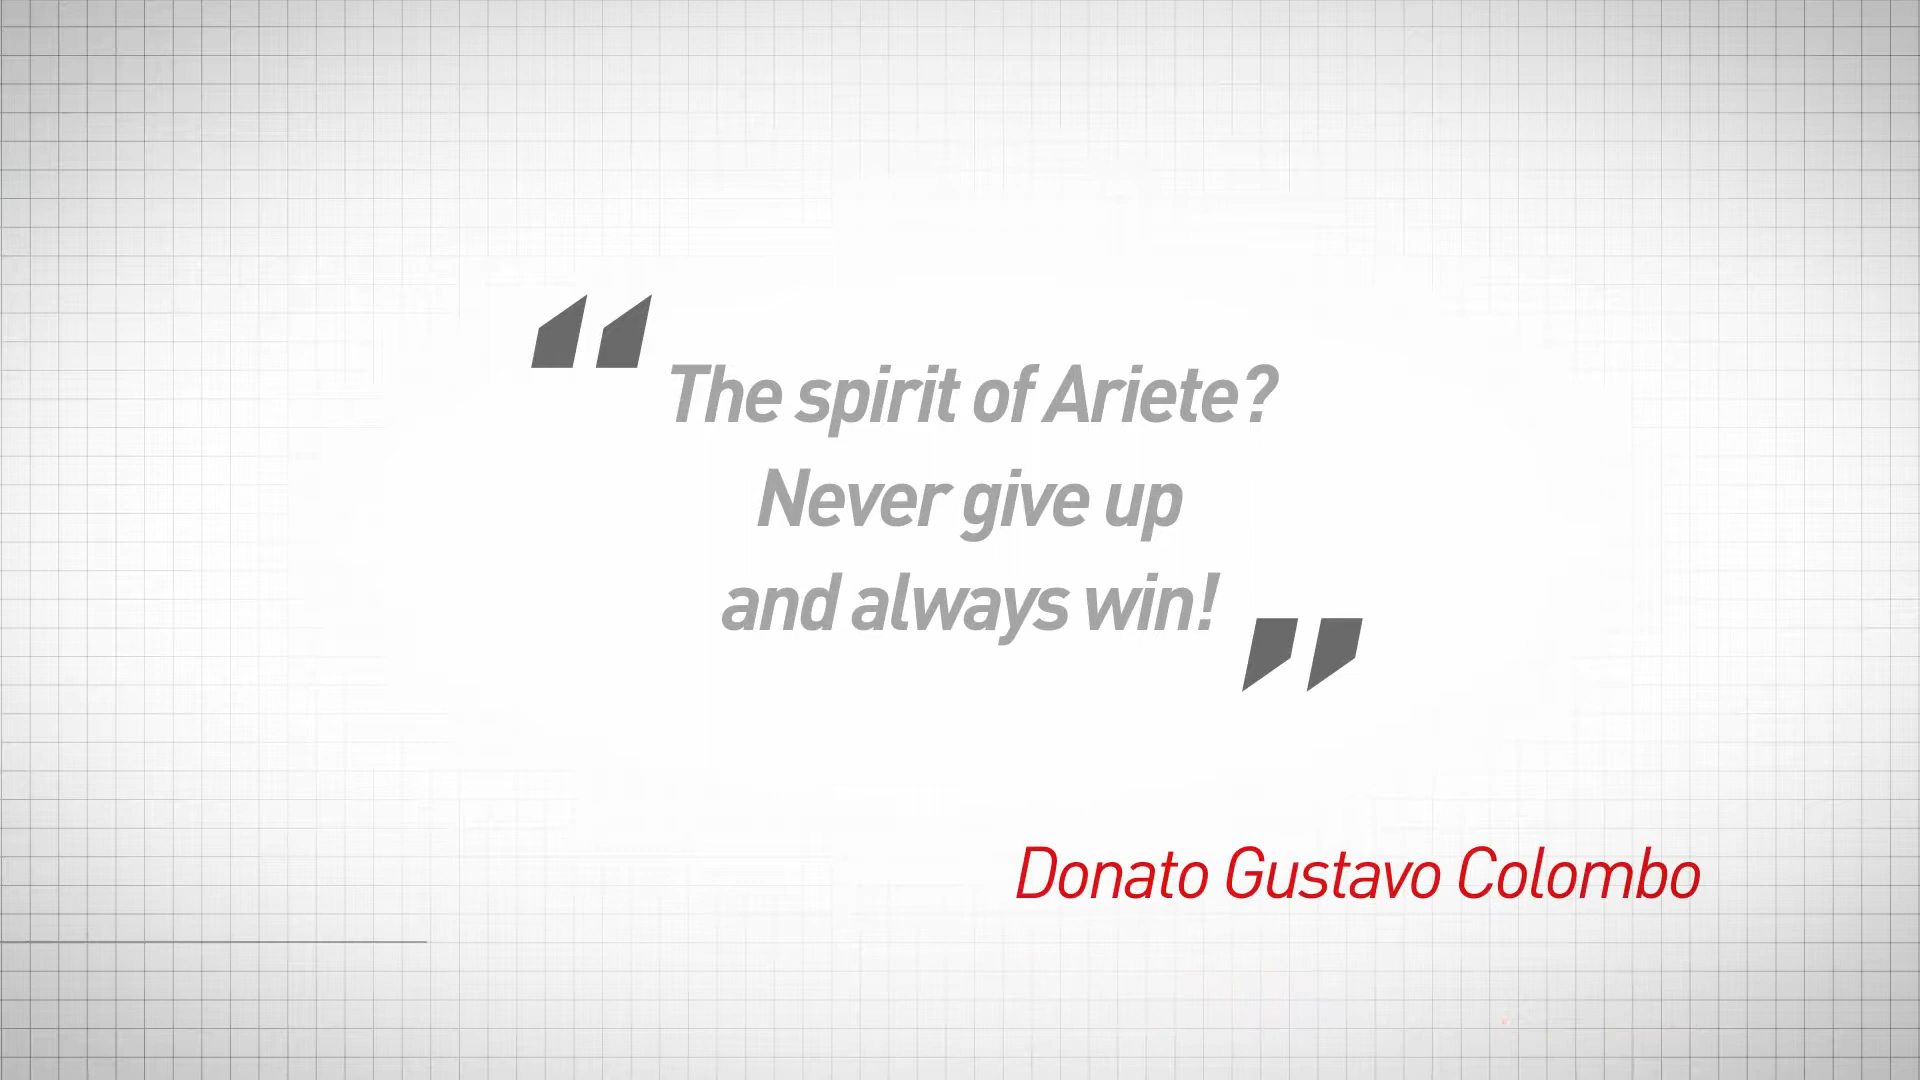 “The spirit of Ariete?
Never give up
and always win!”
Donato Gustavo Colombo